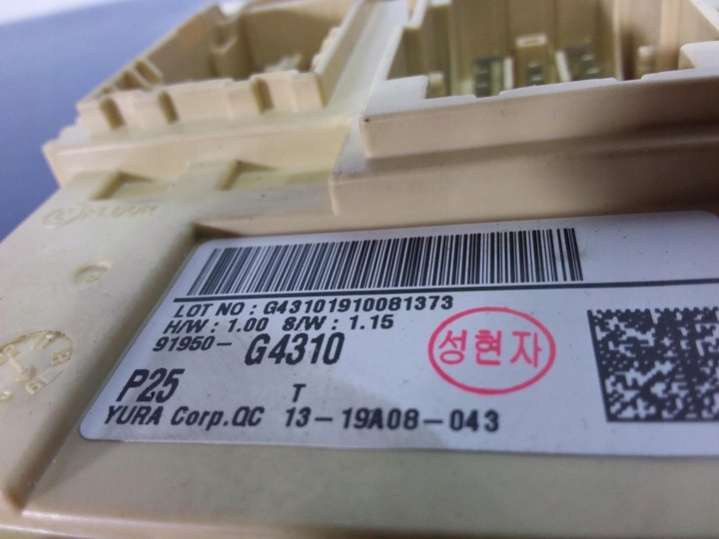 LOT NO : G43101910081373
H/W : 1.00 S/W : 1.15
91950- G4310
성현자
P25 T
YURA Corp.QC 13-19A08-043